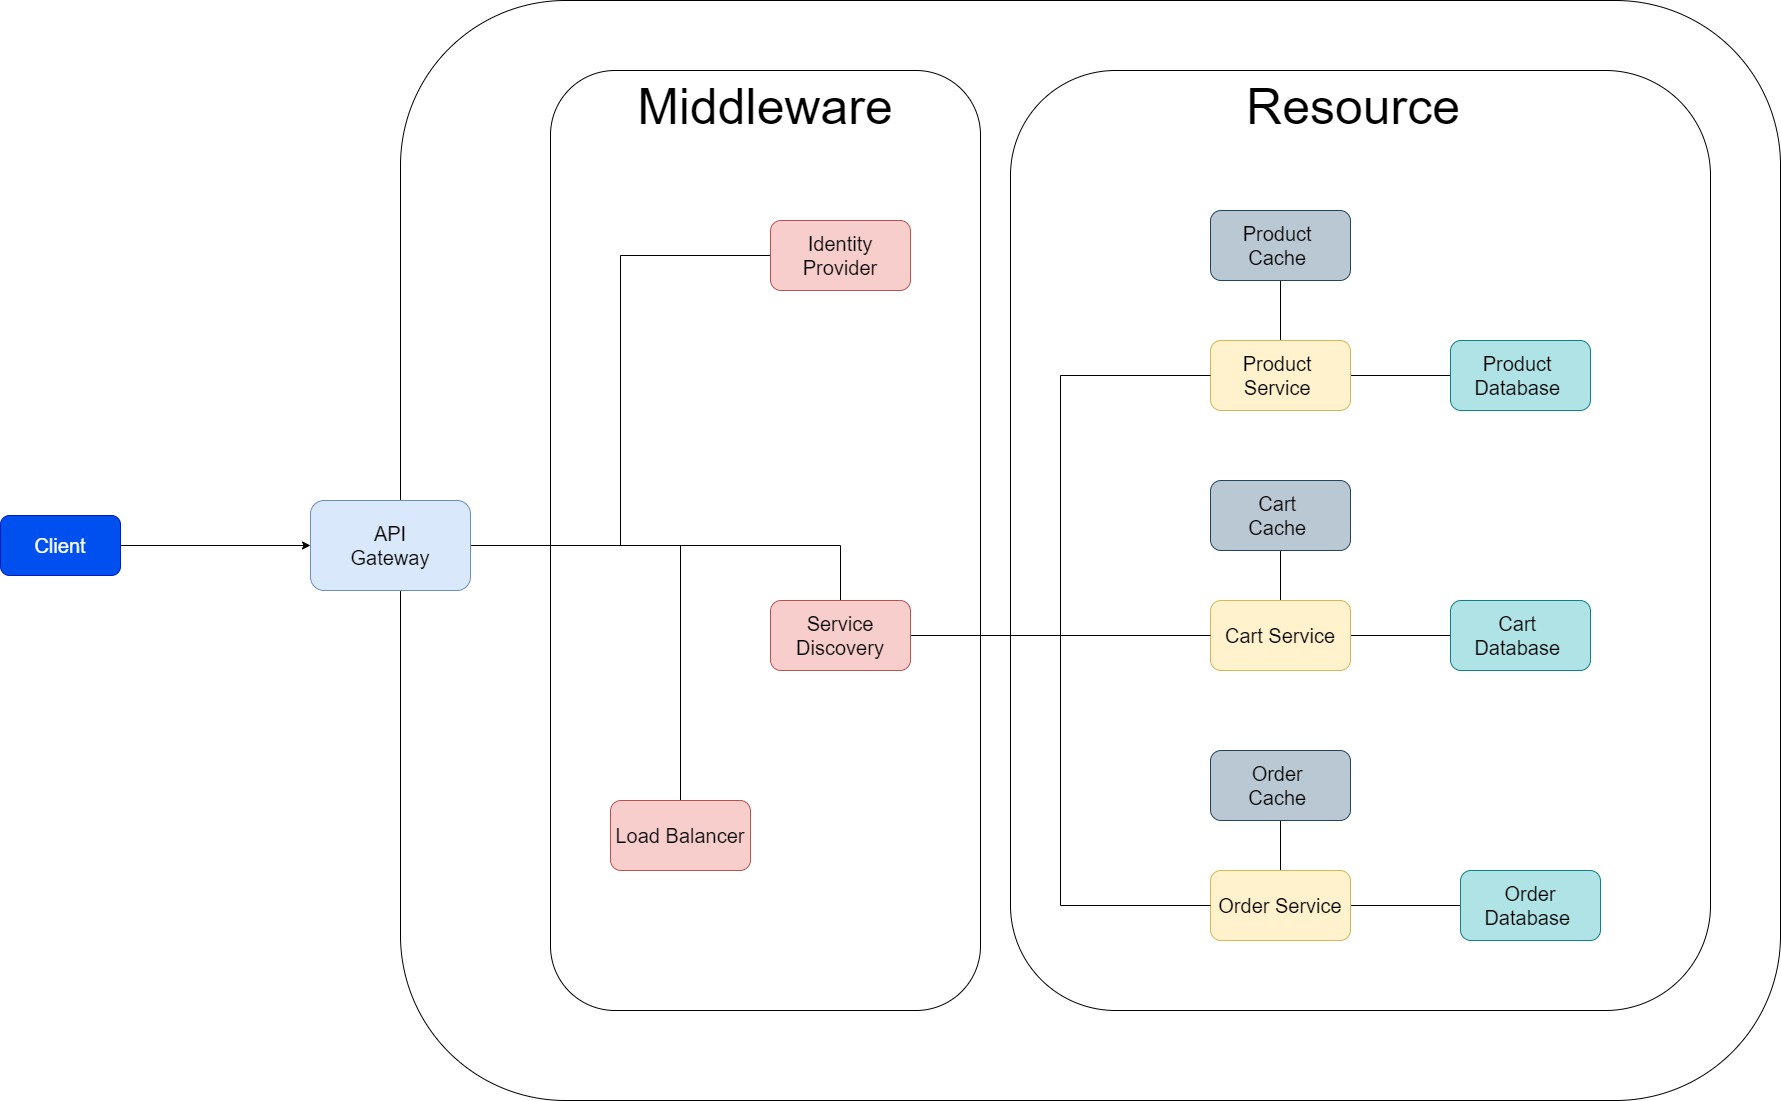 Middleware
Resource
Identity
Provider
Product
Cache
Product
Service
Product
Database
Client
API
Gateway
Cart
Cache
Service
Discovery
Cart Service
Cart
Database
Load Balancer
Order
Cache
Order Service
Order
Database